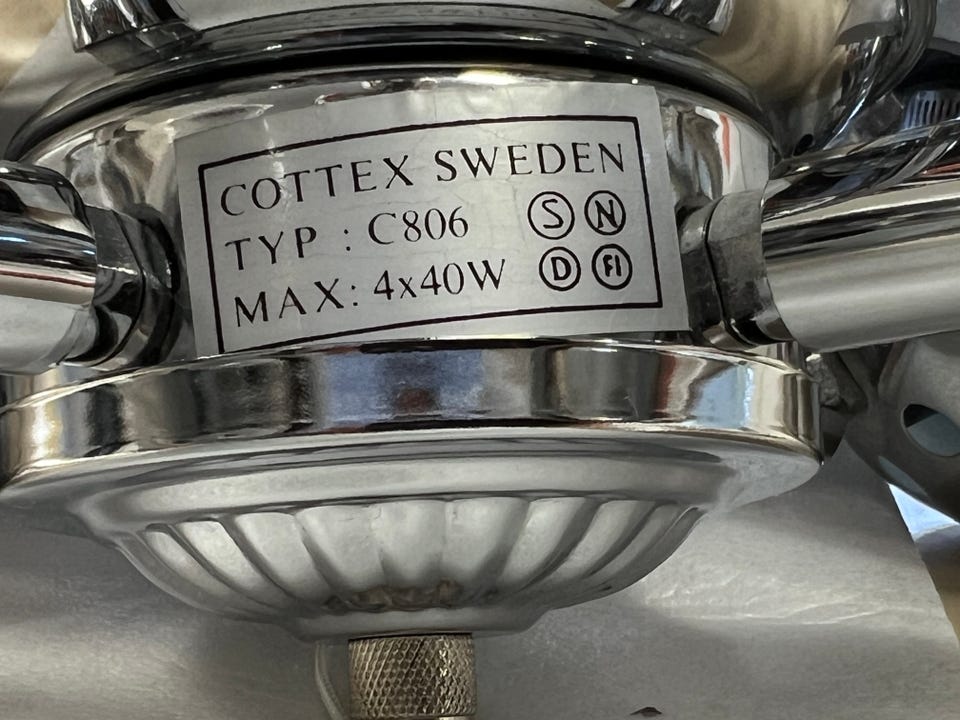 COTTEX SWEDEN
TYP : C806 S N
MAX: 4x40W D FI